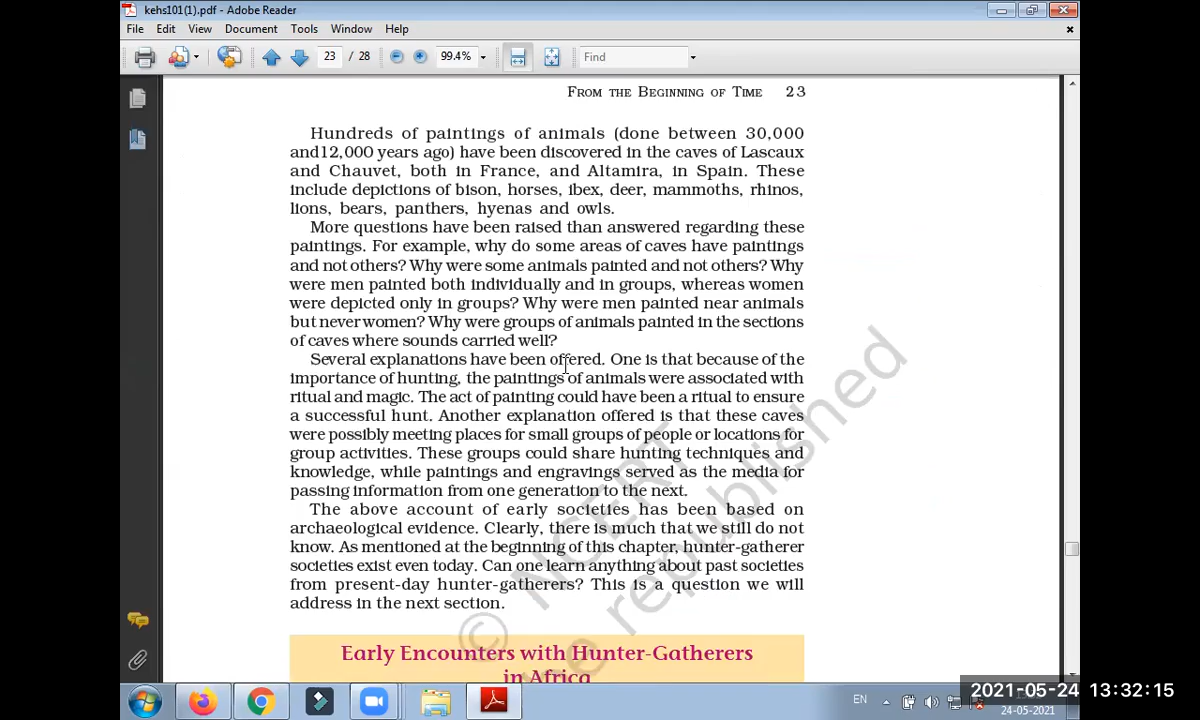 kehs101(1).pdf - Adobe Reader
File Edit View Document Tools Window Help
23 / 28 99.4% Find
FROM THE BEGINNING OF TIME 23
Hundreds of paintings of animals (done between 30,000
and12,000 years ago) have been discovered in the caves of Lascaux
and Chauvet, both in France, and Altamira, in Spain. These
include depictions of bison, horses, ibex, deer, mammoths, rhinos,
lions, bears, panthers, hyenas and owls.
More questions have been raised than answered regarding these
paintings. For example, why do some areas of caves have paintings
and not others? Why were some animals painted and not others? Why
were men painted both individually and in groups, whereas women
were depicted only in groups? Why were men painted near animals
but never women? Why were groups of animals painted in the sections
of caves where sounds carried well?
Several explanations have been offered. One is that because of the
importance of hunting, the paintings of animals were associated with
ritual and magic. The act of painting could have been a ritual to ensure
a successful hunt. Another explanation offered is that these caves
were possibly meeting places for small groups of people or locations for
group activities. These groups could share hunting techniques and
knowledge, while paintings and engravings served as the media for
passing information from one generation to the next.
The above account of early societies has been based on
archaeological evidence. Clearly, there is much that we still do not
know. As mentioned at the beginning of this chapter, hunter-gatherer
societies exist even today. Can one learn anything about past societies
from present-day hunter-gatherers? This is a question we will
address in the next section.
Early Encounters with Hunter-Gatherers
in Africa
© NCERT
be republished
EN
2021-05-24 13:32:15
24-05-2021